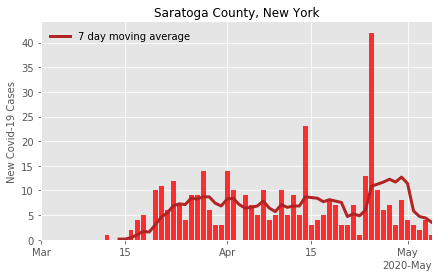 Saratoga County, New York
7 day moving average
New Covid-19 Cases
40
35
30
25
20
15
10
5
0
Mar
15
Apr
15
May
2020-May